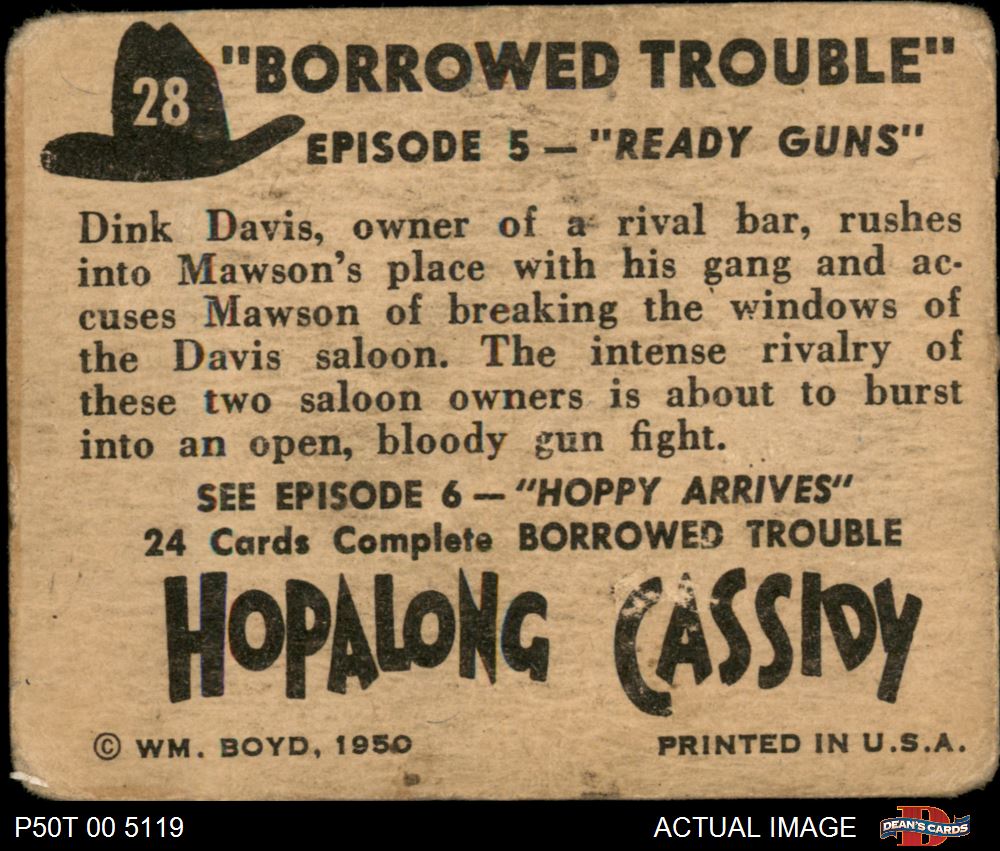 28
"BORROWED TROUBLE"
EPISODE 5 — "READY GUNS"
Dink Davis, owner of a rival bar, rushes
into Mawson's place with his gang and ac-
cuses Mawson of breaking the windows of
the Davis saloon. The intense rivalry of
these two saloon owners is about to burst
into an open, bloody gun fight.
SEE EPISODE 6 — "HOPPY ARRIVES"
24 Cards Complete BORROWED TROUBLE
HOPALONG CASSIDY
© WM. BOYD, 1950 PRINTED IN U.S.A.
P50T 00 5119 ACTUAL IMAGE DEAN'S CARDS